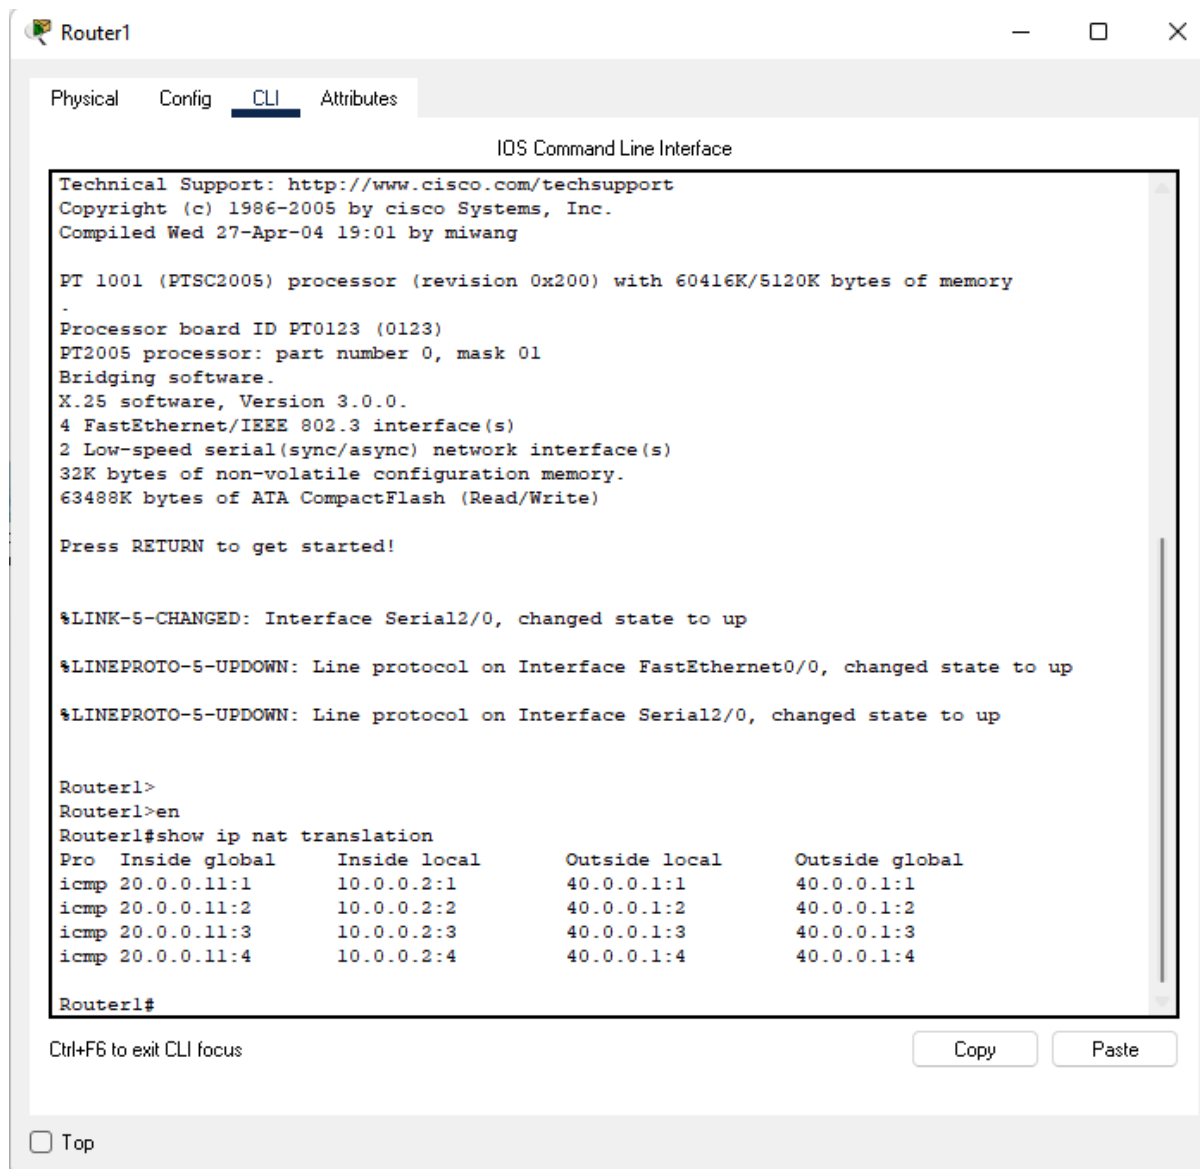 Router1
Physical Config CLI Attributes
IOS Command Line Interface
Technical Support: http://www.cisco.com/techsupport
Copyright (c) 1986-2005 by cisco Systems, Inc.
Compiled Wed 27-Apr-04 19:01 by miwang
PT 1001 (PTSC2005) processor (revision 0x200) with 60416K/5120K bytes of memory
.
Processor board ID PT0123 (0123)
PT2005 processor: part number 0, mask 01
Bridging software.
X.25 software, Version 3.0.0.
4 FastEthernet/IEEE 802.3 interface(s)
2 Low-speed serial(sync/async) network interface(s)
32K bytes of non-volatile configuration memory.
63488K bytes of ATA CompactFlash (Read/Write)
Press RETURN to get started!
%LINK-5-CHANGED: Interface Serial2/0, changed state to up
%LINEPROTO-5-UPDOWN: Line protocol on Interface FastEthernet0/0, changed state to up
%LINEPROTO-5-UPDOWN: Line protocol on Interface Serial2/0, changed state to up
Router1>
Router1>en
Router1#show ip nat translation
Pro Inside global Inside local Outside local Outside global
icmp 20.0.0.11:1 10.0.0.2:1 40.0.0.1:1 40.0.0.1:1
icmp 20.0.0.11:2 10.0.0.2:2 40.0.0.1:2 40.0.0.1:2
icmp 20.0.0.11:3 10.0.0.2:3 40.0.0.1:3 40.0.0.1:3
icmp 20.0.0.11:4 10.0.0.2:4 40.0.0.1:4 40.0.0.1:4
Router1#
Ctrl+F6 to exit CLI focus
Copy Paste
Top